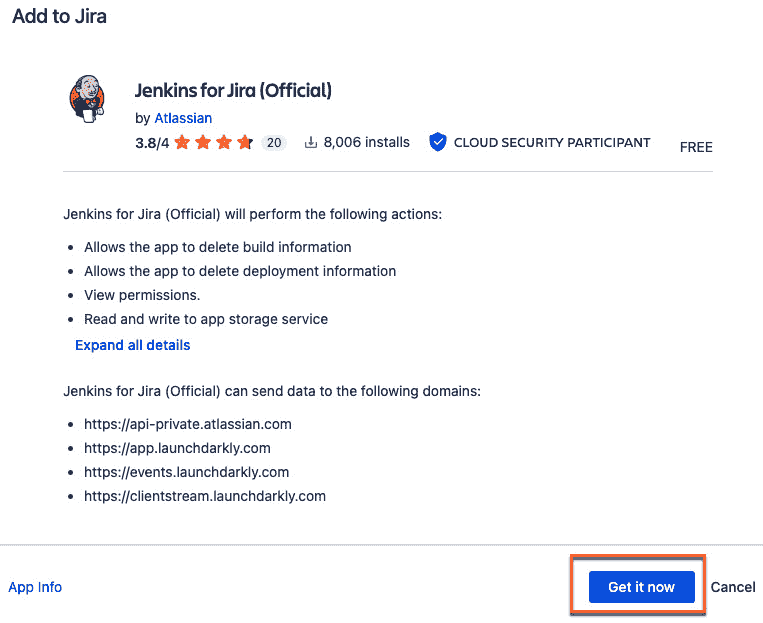 Add to Jira
Jenkins for Jira (Official)
by Atlassian
3.8/4 20 8,006 installs CLOUD SECURITY PARTICIPANT FREE
Jenkins for Jira (Official) will perform the following actions:
• Allows the app to delete build information
• Allows the app to delete deployment information
• View permissions.
• Read and write to app storage service
Expand all details
Jenkins for Jira (Official) can send data to the following domains:
• https://api-private.atlassian.com
• https://app.launchdarkly.com
• https://events.launchdarkly.com
• https://clientstream.launchdarkly.com
App Info Get it now Cancel